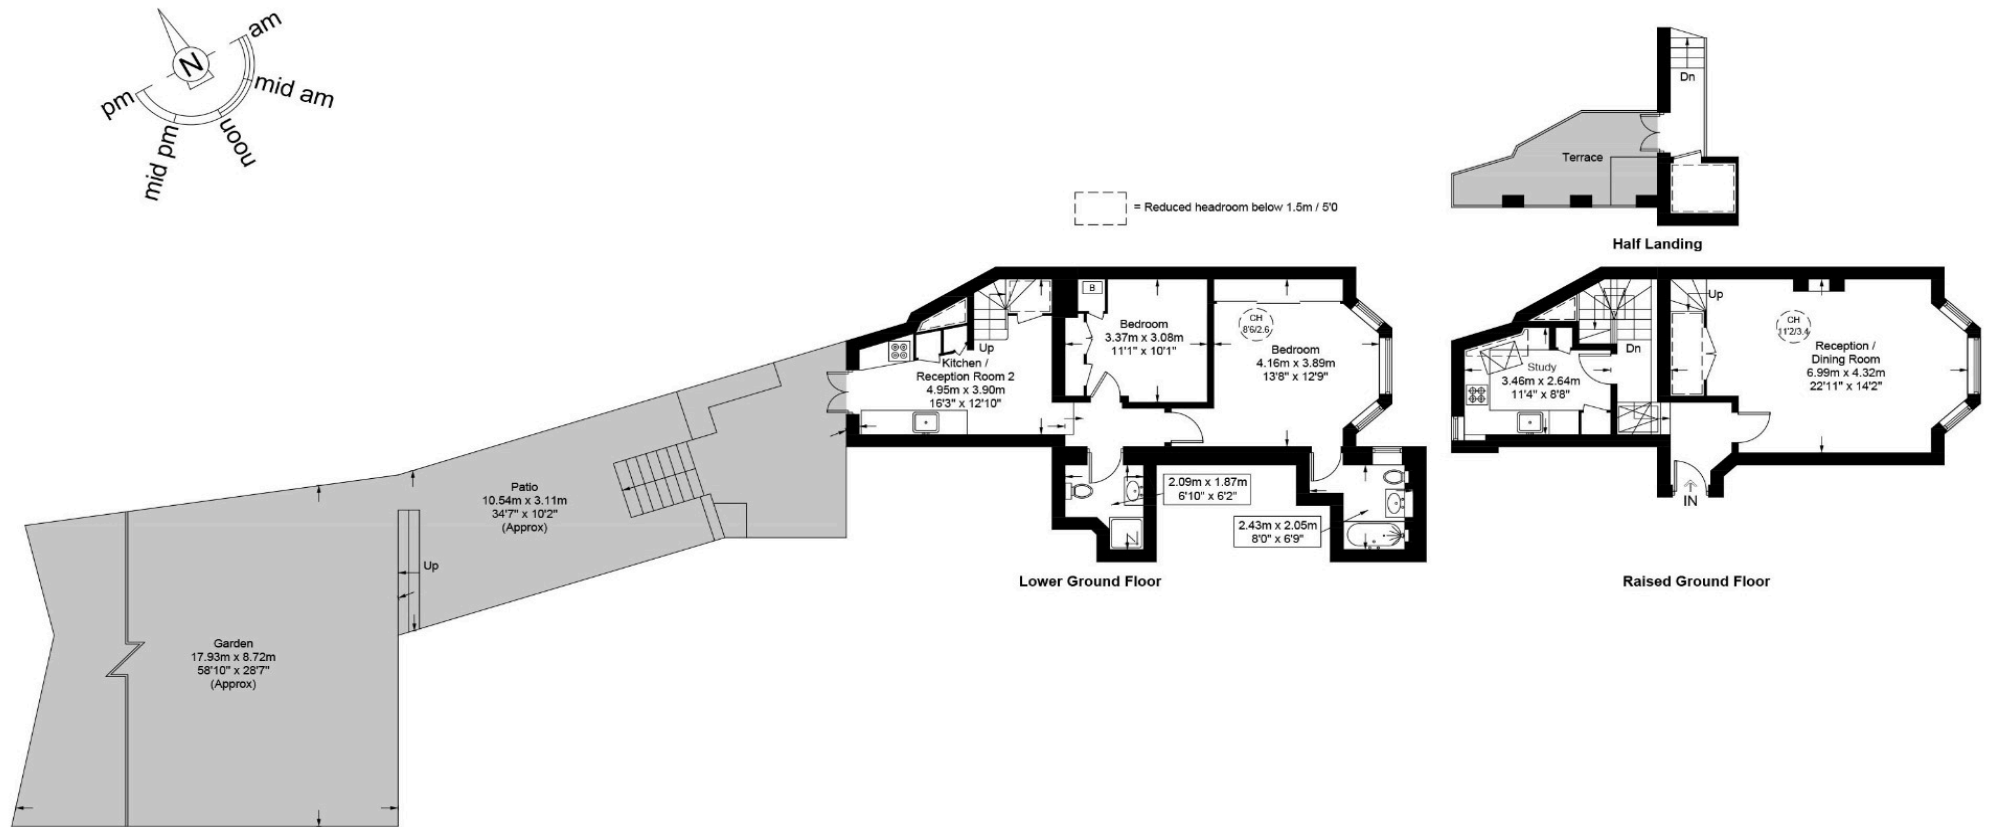 N
am
mid am
noon
mid pm
pm
= Reduced headroom below 1.5m / 5'0
Dn
Terrace
Half Landing
B
Bedroom
3.37m x 3.08m
11'1" x 10'1"
CH
8'6/2.6
Bedroom
4.16m x 3.89m
13'8" x 12'9"
Up
Kitchen /
Reception Room 2
4.95m x 3.90m
16'3" x 12'10"
2.09m x 1.87m
6'10" x 6'2"
2.43m x 2.05m
8'0" x 6'9"
Lower Ground Floor
Patio
10.54m x 3.11m
34'7" x 10'2"
(Approx)
Up
Garden
17.93m x 8.72m
58'10" x 28'7"
(Approx)
Up
CH
11'2/3.4
Reception /
Dining Room
6.99m x 4.32m
22'11" x 14'2"
Dn
Study
3.46m x 2.64m
11'4" x 8'8"
IN
Raised Ground Floor